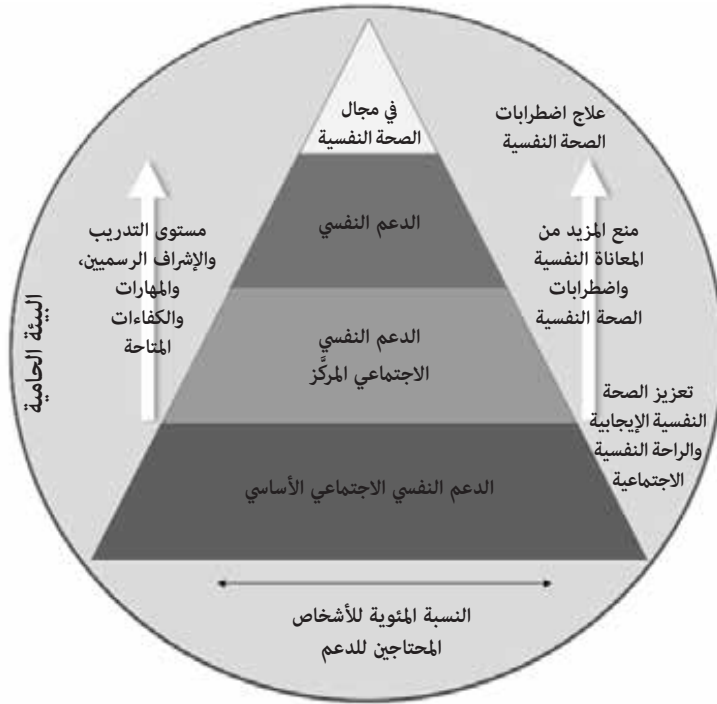 علاج اضطرابات
الصحة النفسية
في مجال
الصحة النفسية
منع المزيد من
المعاناة النفسية
واضطرابات
الصحة النفسية
الدعم النفسي
مستوى التدريب
والإشراف الرسميين،
والمهارات
والكفاءات
المتاحة
البيئة الحامية
الدعم النفسي
الاجتماعي المركَّز
تعزيز الصحة
النفسية الإيجابية
والراحة النفسية
الاجتماعية
الدعم النفسي الاجتماعي الأساسي
النسبة المئوية للأشخاص
المحتاجين للدعم